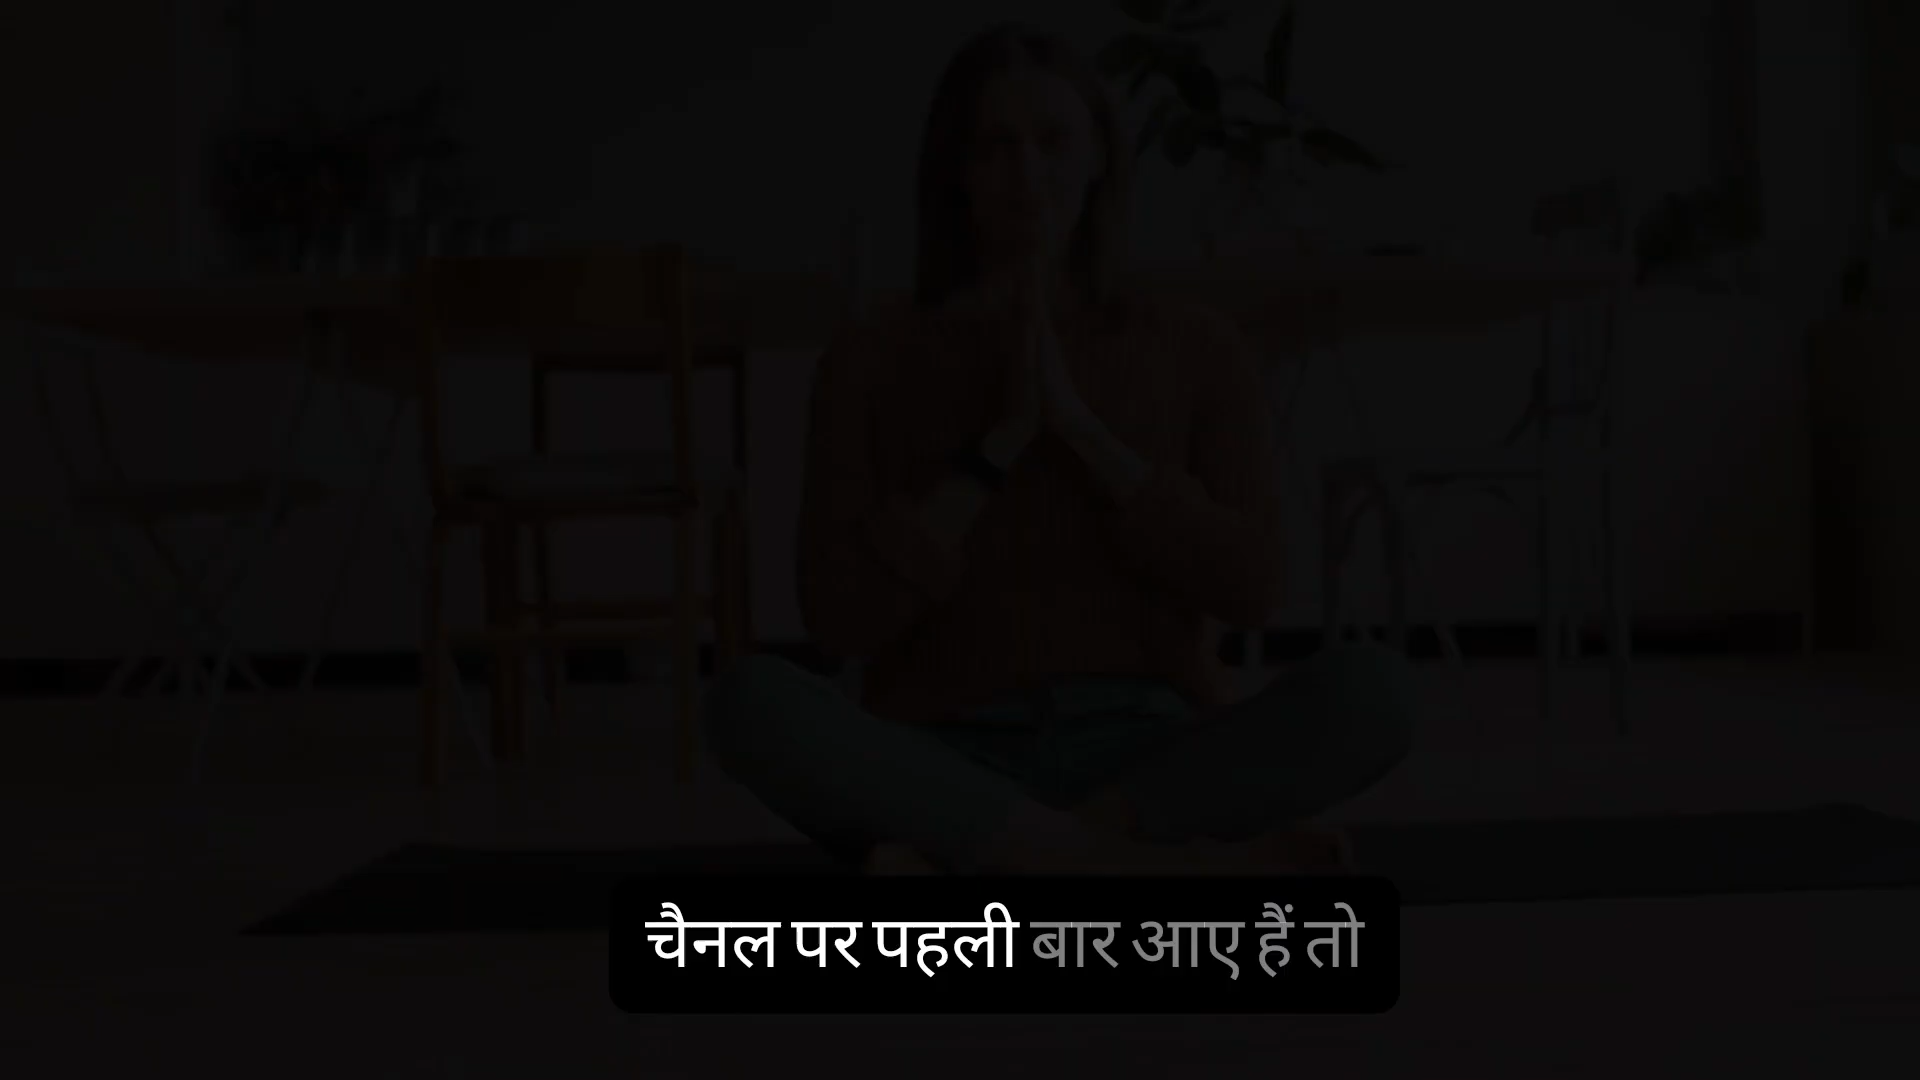 चैनल पर पहली बार आए हैं तो